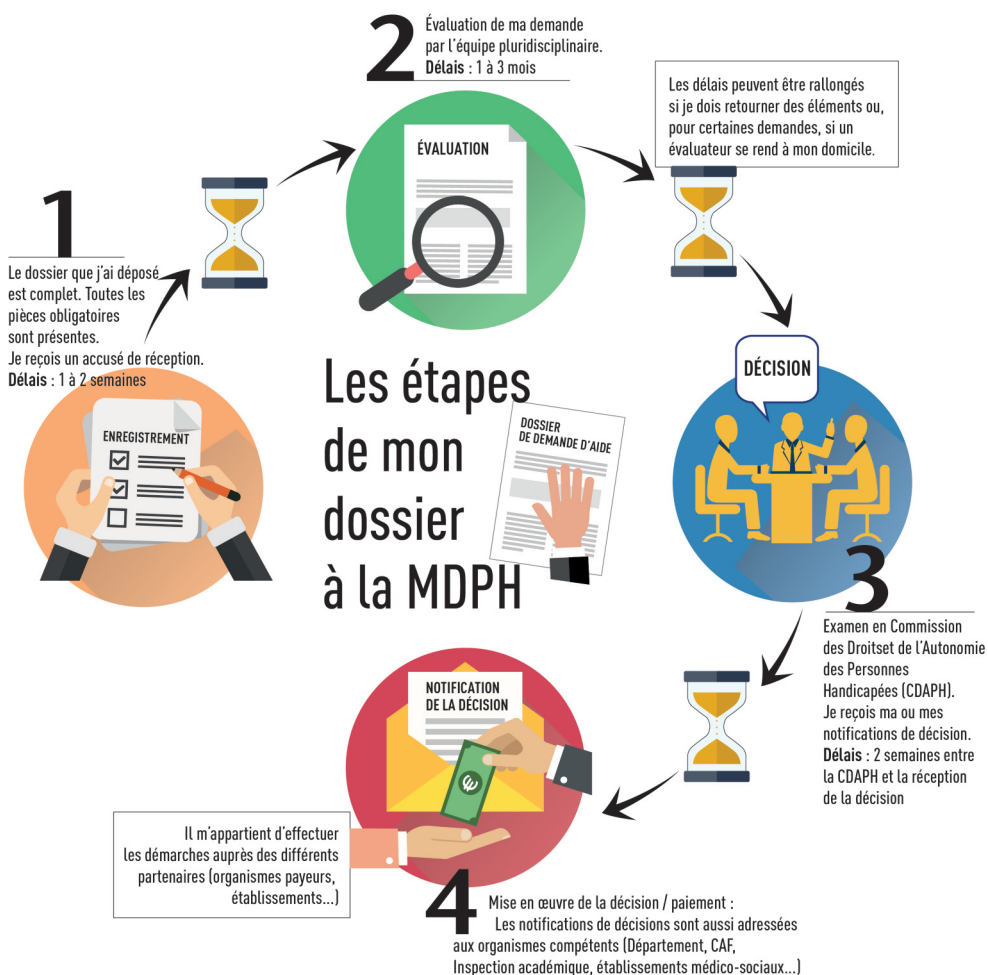 1
Le dossier que j'ai déposé
est complet. Toutes les
pièces obligatoires
sont présentes.
Je reçois un accusé de réception.
Délais : 1 à 2 semaines
ENREGISTREMENT
2
Évaluation de ma demande
par l'équipe pluridisciplinaire.
Délais : 1 à 3 mois
ÉVALUATION
Les délais peuvent être rallongés
si je dois retourner des éléments ou,
pour certaines demandes, si un
évaluateur se rend à mon domicile.
Les étapes
de mon
dossier
à la MDPH
DOSSIER
DE DEMANDE D'AIDE
DÉCISION
3
Examen en Commission
des Droitset de l'Autonomie
des Personnes
Handicapées (CDAPH).
Je reçois ma ou mes
notifications de décision.
Délais : 2 semaines entre
la CDAPH et la réception
de la décision
NOTIFICATION
DE LA DÉCISION
€
Il m'appartient d'effectuer
les démarches auprès des différents
partenaires (organismes payeurs,
établissements...)
4
Mise en œuvre de la décision / paiement :
Les notifications de décisions sont aussi adressées
aux organismes compétents (Département, CAF,
Inspection académique, établissements médico-sociaux...)